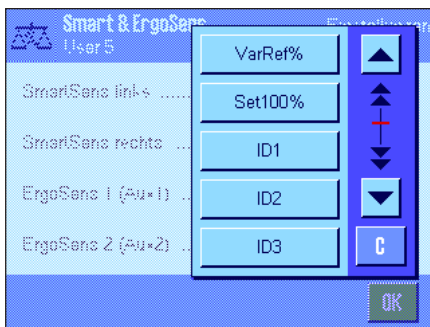 Smart & ErgoSens
User 5
SmartSens links ......
SmartSens rechts ...
ErgoSens 1 (Aux1) ..
ErgoSens 2 (Aux2) ..
VarRef%
Set100%
ID1
ID2
ID3
C
OK